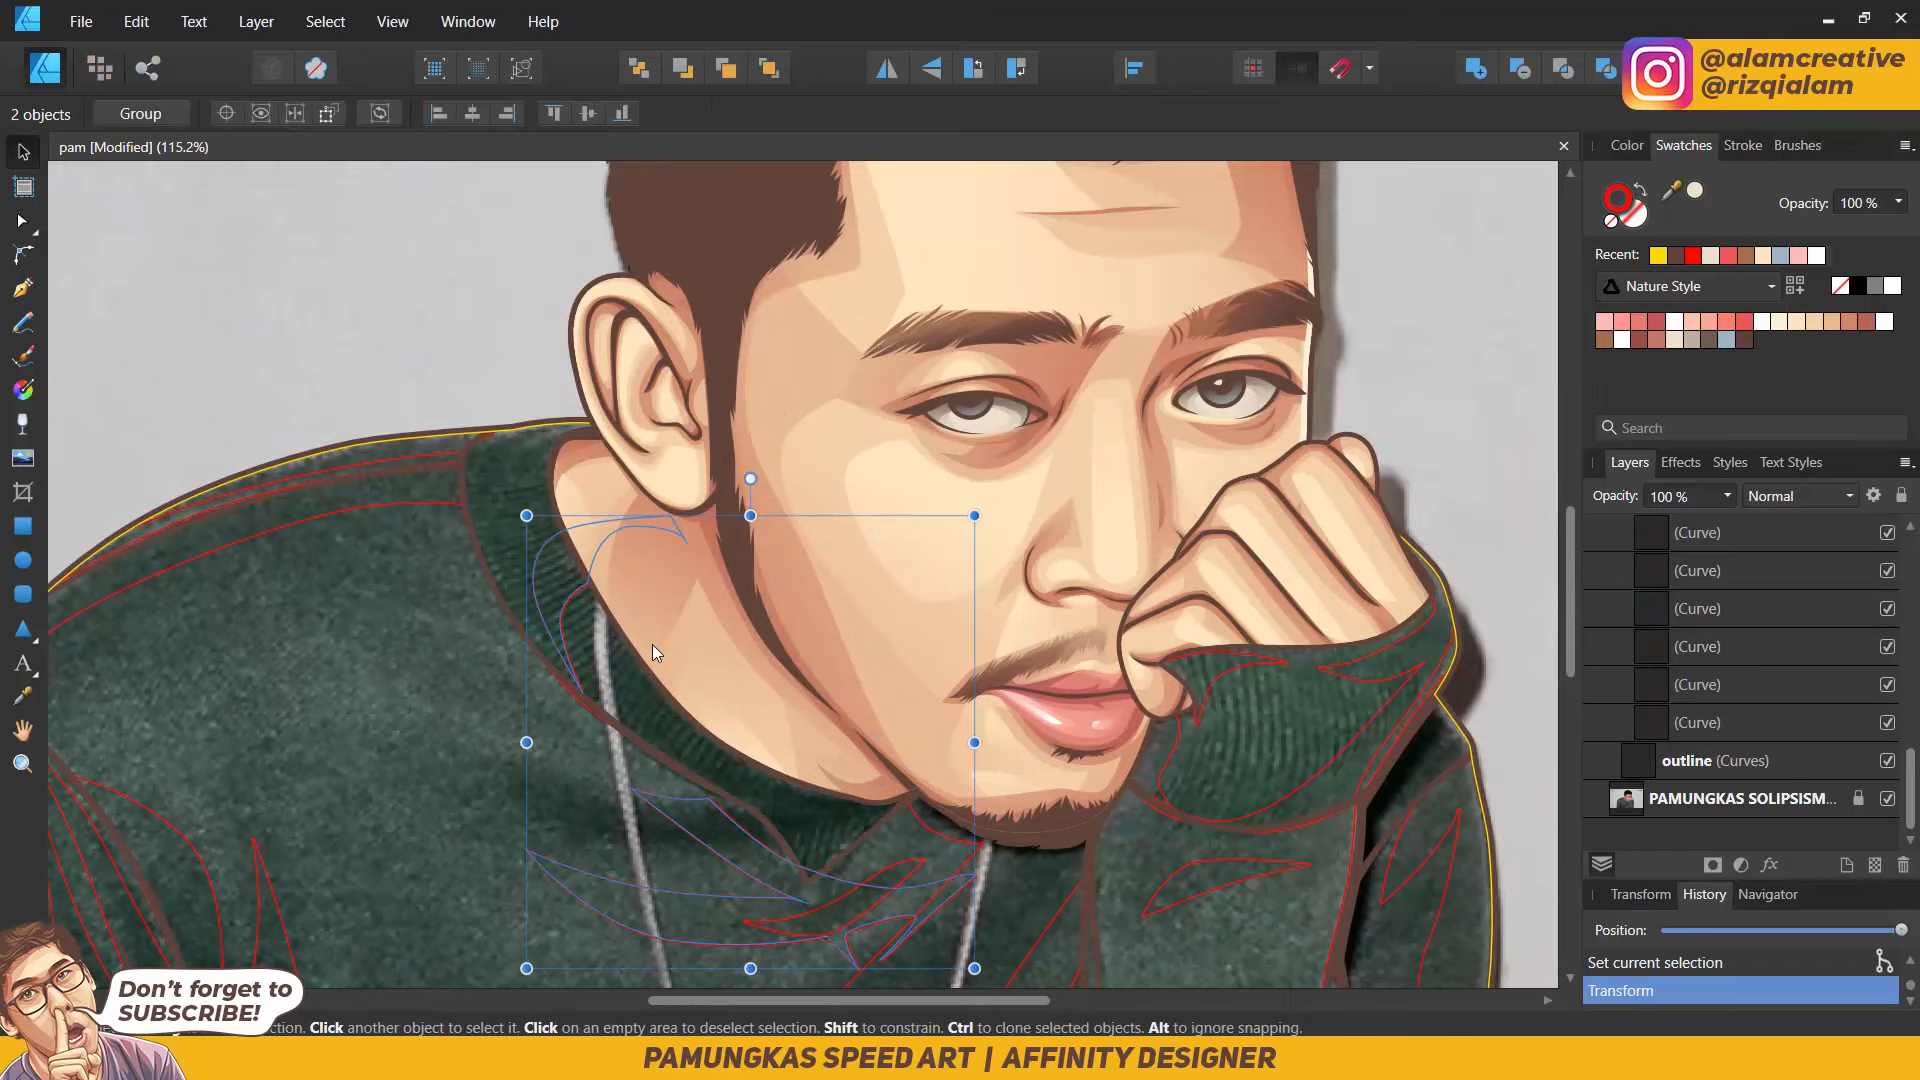 File Edit Text Layer Select View Window Help
@alamcreative
@rizqialam
2 objects Group
pam [Modified] (115.2%)
Color Swatches Stroke Brushes
Opacity: 100 %
Recent:
Nature Style
Search
Layers Effects Styles Text Styles
Opacity: 100 % Normal
(Curve)
(Curve)
(Curve)
(Curve)
(Curve)
(Curve)
outline (Curves)
PAMUNGKAS SOLIPSISM...
Transform History Navigator
Position:
Set current selection
Transform
Don't forget to
SUBSCRIBE!
ction. Click another object to select it. Click on an empty area to deselect selection. Shift to constrain. Ctrl to clone selected objects. Alt to ignore snapping.
PAMUNGKAS SPEED ART | AFFINITY DESIGNER